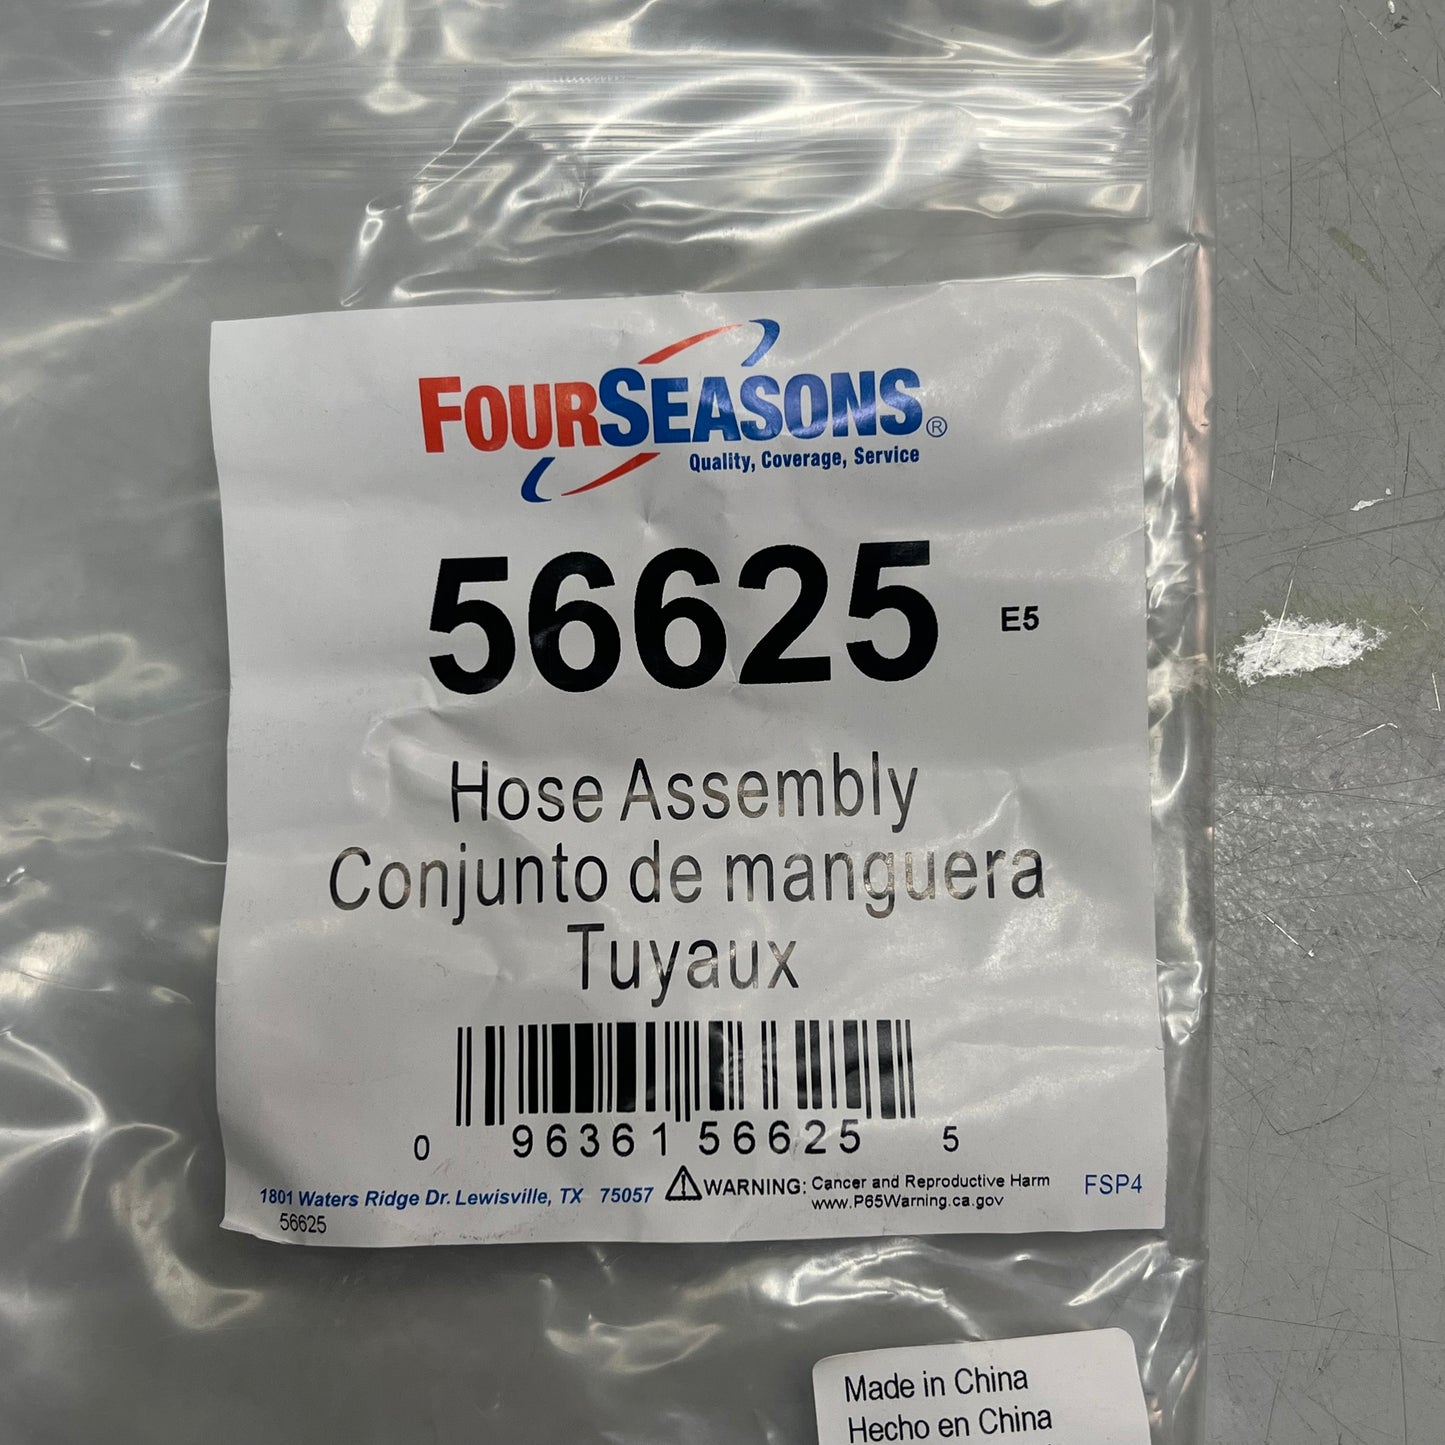 FOURSEASONS®
Quality, Coverage, Service
56625 E5
Hose Assembly
Conjunto de manguera
Tuyaux
0 96361 56625 5
1801 Waters Ridge Dr. Lewisville, TX 75057 WARNING: Cancer and Reproductive Harm FSP4
www.P65Warning.ca.gov
56625
Made in China
Hecho en China